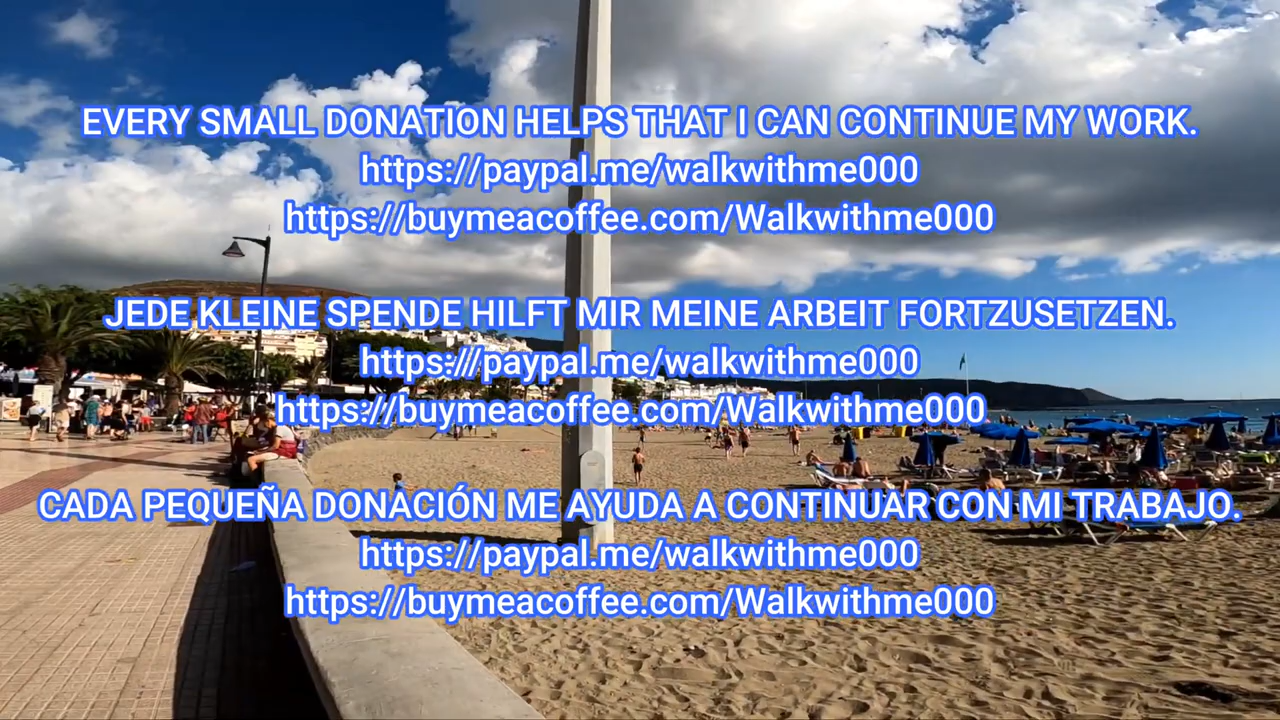 EVERY SMALL DONATION HELPS THAT I CAN CONTINUE MY WORK.
https://paypal.me/walkwithme000
https://buymeacoffee.com/Walkwithme000
JEDE KLEINE SPENDE HILFT MIR MEINE ARBEIT FORTZUSETZEN.
https:///paypal.me/walkwithme000
https://buymeacoffee.com/Walkwithme000
CADA PEQUEÑA DONACIÓN ME AYUDA A CONTINUAR CON MI TRABAJO.
https://paypal.me/walkwithme000
https://buymeacoffee.com/Walkwithme000